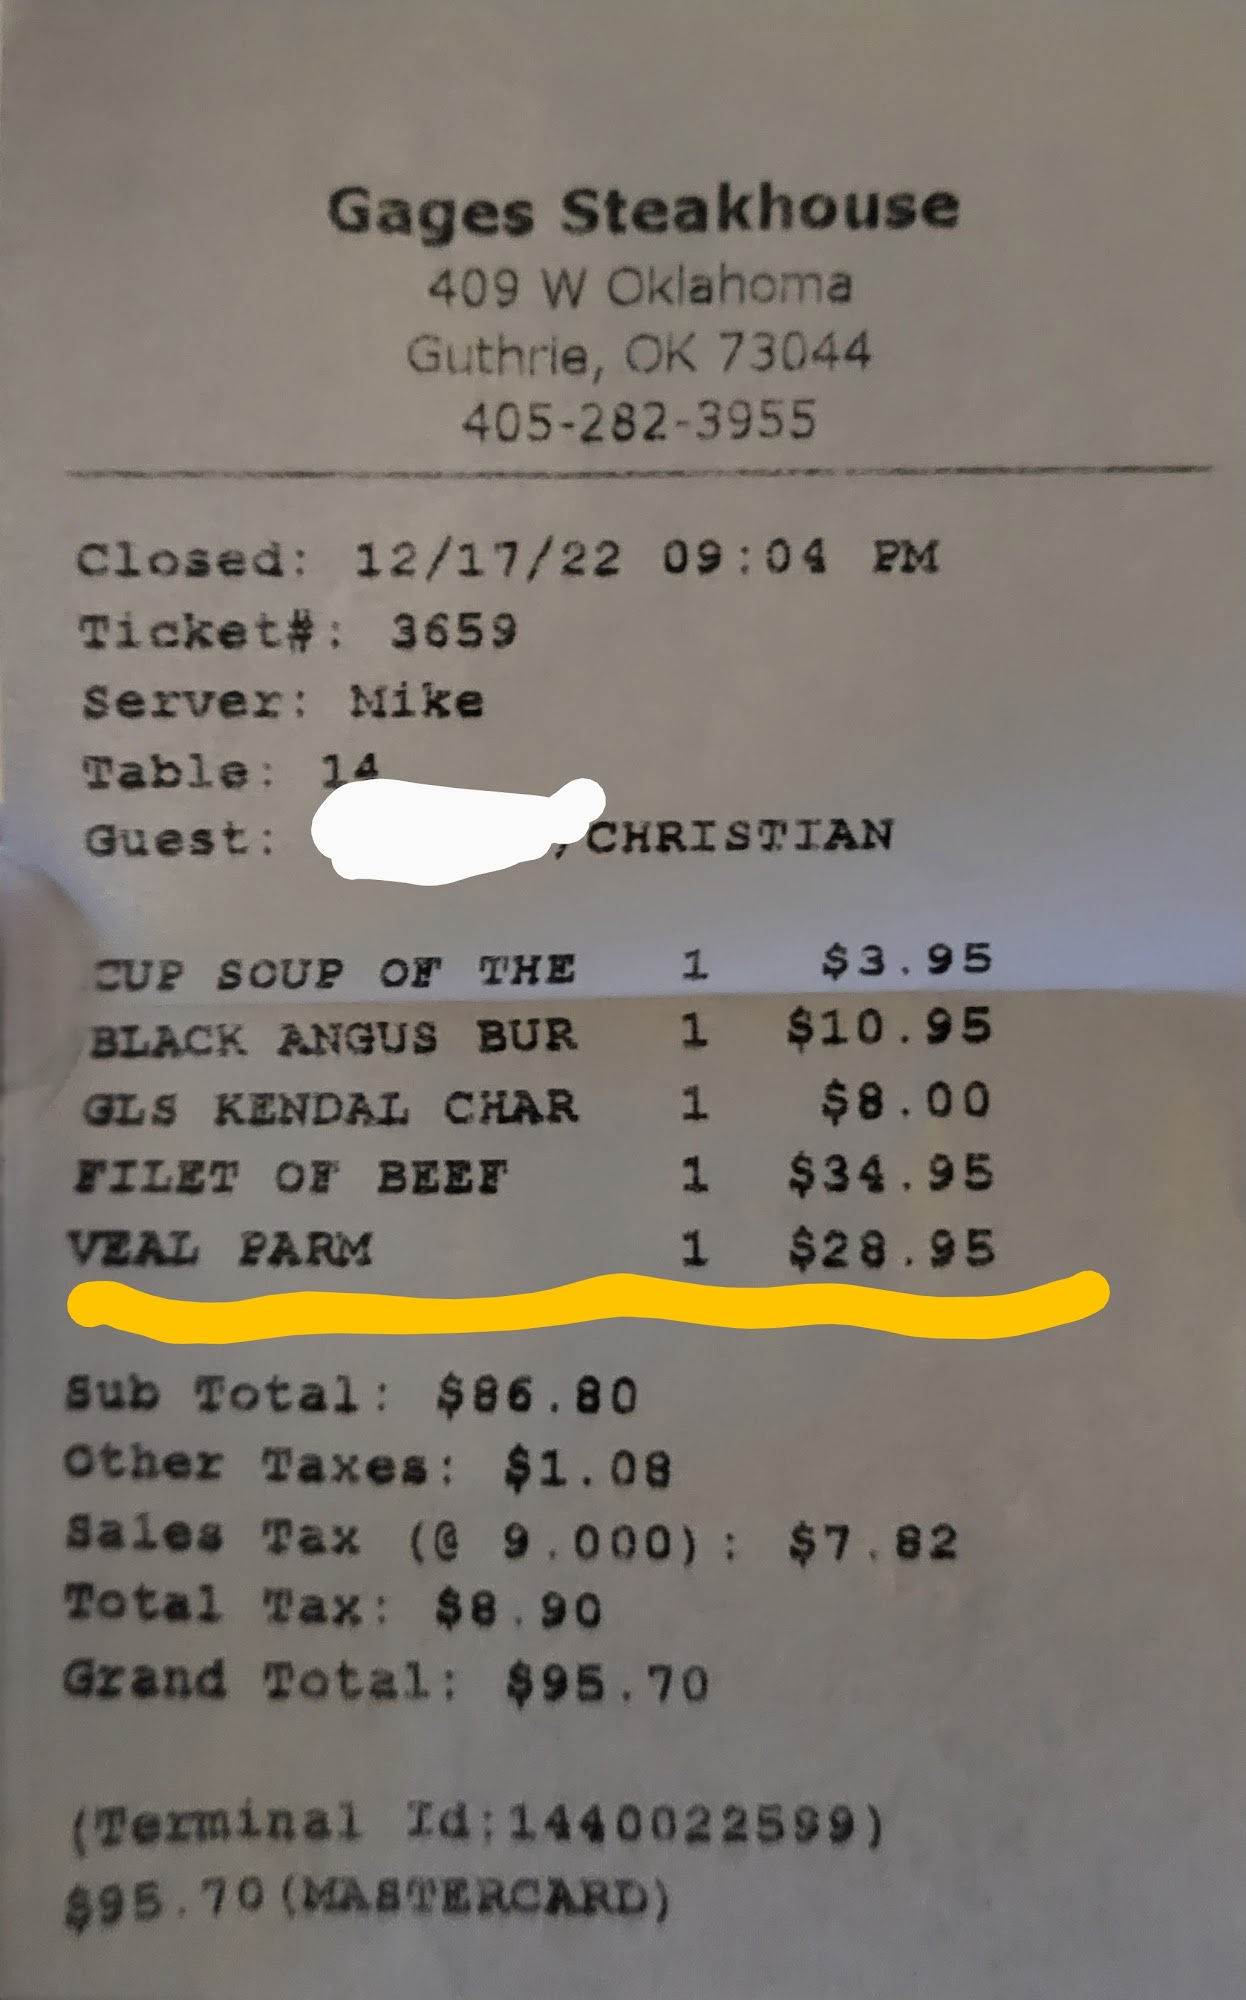 Gages Steakhouse
409 W Oklahoma
Guthrie, OK 73044
405-282-3955
Closed: 12/17/22 09:04 PM
Ticket#: 3659
Server: Mike
Table: 14
Guest: ,CHRISTIAN
CUP SOUP OF THE 1 $3.95
BLACK ANGUS BUR 1 $10.95
GLS KENDAL CHAR 1 $8.00
FILET OF BEEF 1 $34.95
VEAL PARM 1 $28.95
Sub Total: $86.80
Other Taxes: $1.08
Sales Tax (@ 9.000): $7.82
Total Tax: $8.90
Grand Total: $95.70
(Terminal Id:1440022599)
$95.70(MASTERCARD)